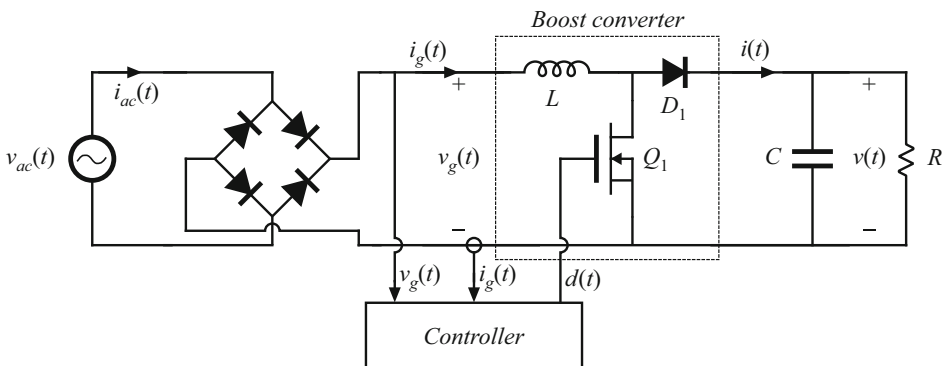 Boost converter
i_g(t)
i(t)
i_ac(t)
+
L
D_1
+
v_ac(t)
v_g(t)
Q_1
C
v(t)
R
–
–
v_g(t)
i_g(t)
d(t)
Controller